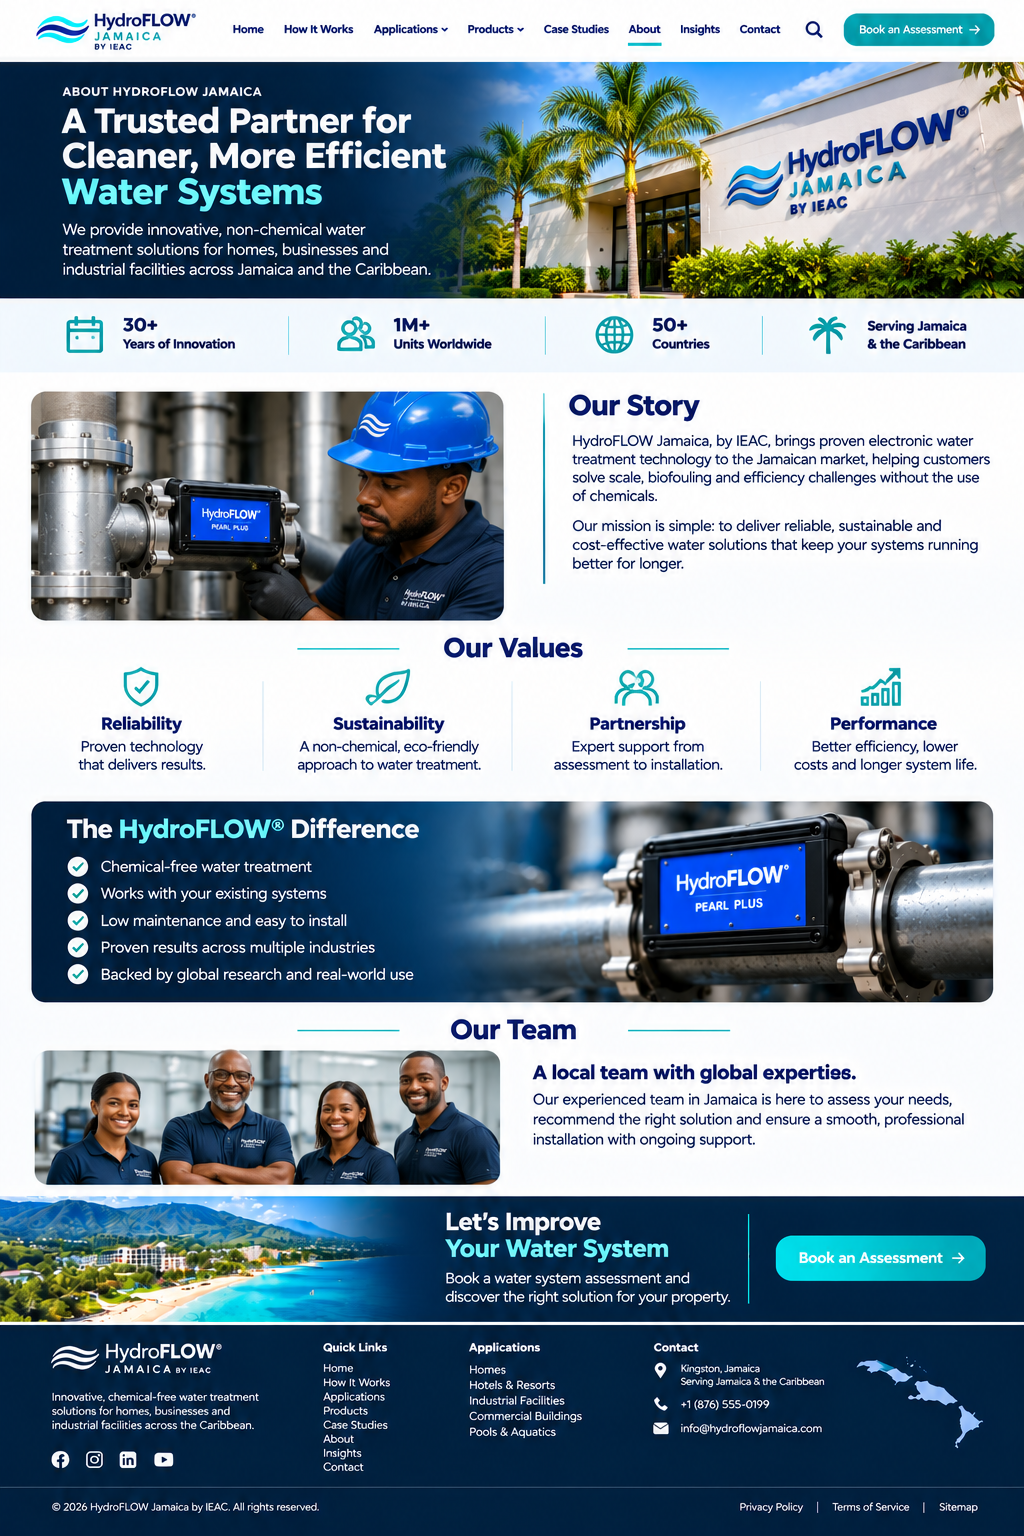 HydroFLOW®
JAMAICA
BY IEAC
Home
How It Works
Applications
Products
Case Studies
About
Insights
Contact
Book an Assessment →
ABOUT HYDROFLOW JAMAICA
A Trusted Partner for
Cleaner, More Efficient
Water Systems
We provide innovative, non-chemical water
treatment solutions for homes, businesses and
industrial facilities across Jamaica and the Caribbean.
HydroFLOW®
JAMAICA
BY IEAC
30+
Years of Innovation
1M+
Units Worldwide
50+
Countries
Serving Jamaica
& the Caribbean
HydroFLOW®
PEARL PLUS
HydroFLOW®
Our Story
HydroFLOW Jamaica, by IEAC, brings proven electronic water
treatment technology to the Jamaican market, helping customers
solve scale, biofouling and efficiency challenges without the use
of chemicals.
Our mission is simple: to deliver reliable, sustainable and
cost-effective water solutions that keep your systems running
better for longer.
Our Values
Reliability
Proven technology
that delivers results.
Sustainability
A non-chemical, eco-friendly
approach to water treatment.
Partnership
Expert support from
assessment to installation.
Performance
Better efficiency, lower
costs and longer system life.
The HydroFLOW® Difference
Chemical-free water treatment
Works with your existing systems
Low maintenance and easy to install
Proven results across multiple industries
Backed by global research and real-world use
HydroFLOW®
PEARL PLUS
Our Team
A local team with global experties.
Our experienced team in Jamaica is here to assess your needs,
recommend the right solution and ensure a smooth, professional
installation with ongoing support.
Let's Improve
Your Water System
Book a water system assessment and
discover the right solution for your property.
Book an Assessment →
HydroFLOW®
JAMAICA BY IEAC
Innovative, chemical-free water treatment
solutions for homes, businesses and
industrial facilities across the Caribbean.
Quick Links
Home
How It Works
Applications
Products
Case Studies
About
Insights
Contact
Applications
Homes
Hotels & Resorts
Industrial Facilities
Commercial Buildings
Pools & Aquatics
Contact
Kingston, Jamaica
Serving Jamaica & the Caribbean
+1 (876) 555-0199
info@hydroflowjamaica.com
© 2026 HydroFLOW Jamaica by IEAC. All rights reserved.
Privacy Policy | Terms of Service | Sitemap